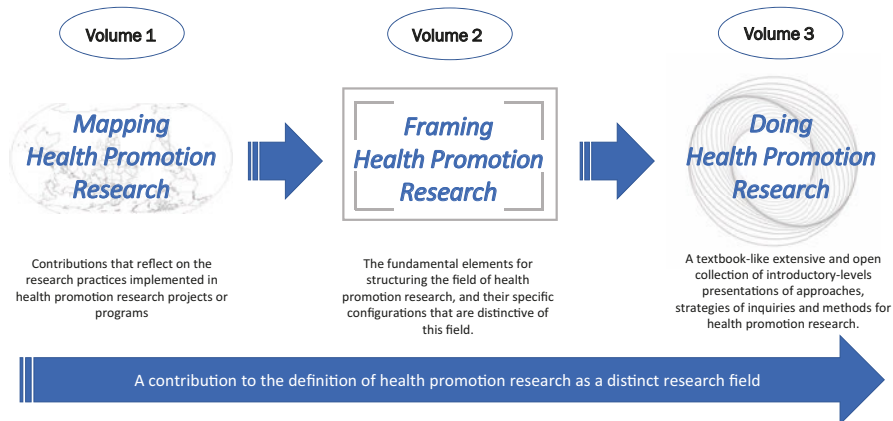 Volume 1
Mapping
Health Promotion
Research
Contributions that reflect on the
research practices implemented in
health promotion research projects or
programs
Volume 2
Framing
Health Promotion
Research
The fundamental elements for
structuring the field of health
promotion research, and their specific
configurations that are distinctive of
this field.
Volume 3
Doing
Health Promotion
Research
A textbook-like extensive and open
collection of introductory-levels
presentations of approaches,
strategies of inquiries and methods for
health promotion research.
A contribution to the definition of health promotion research as a distinct research field